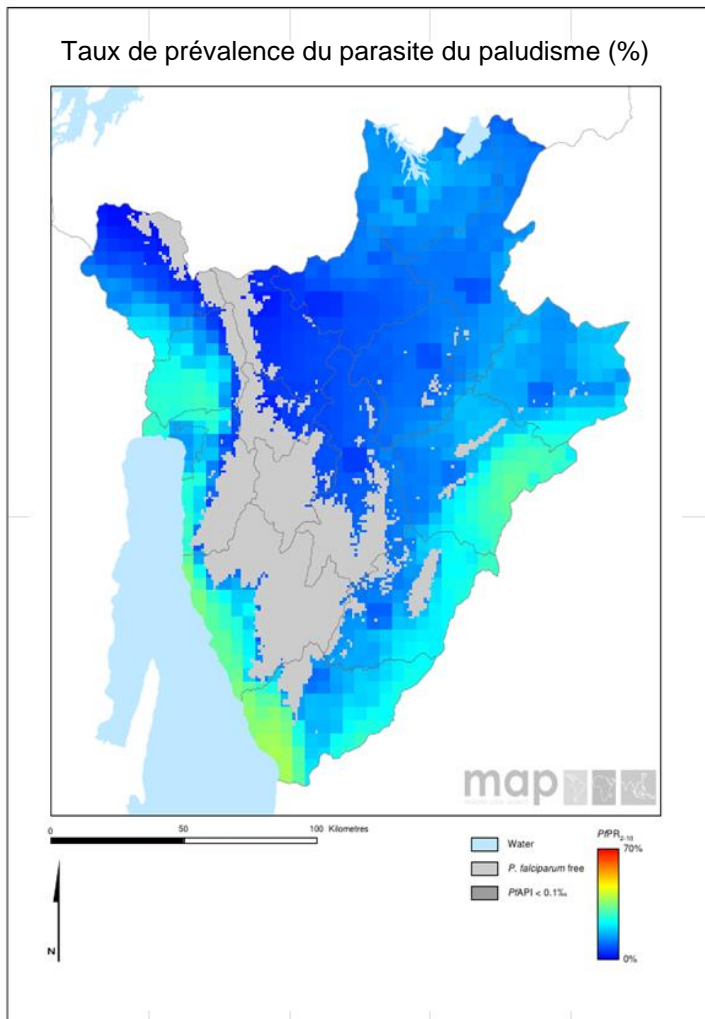 Taux de prévalence du parasite du paludisme (%)
map
0 50 100 Kilometres
Water
P. falciparum free
PfAPI < 0.1‰
PfPR2-10
70%
0%
N